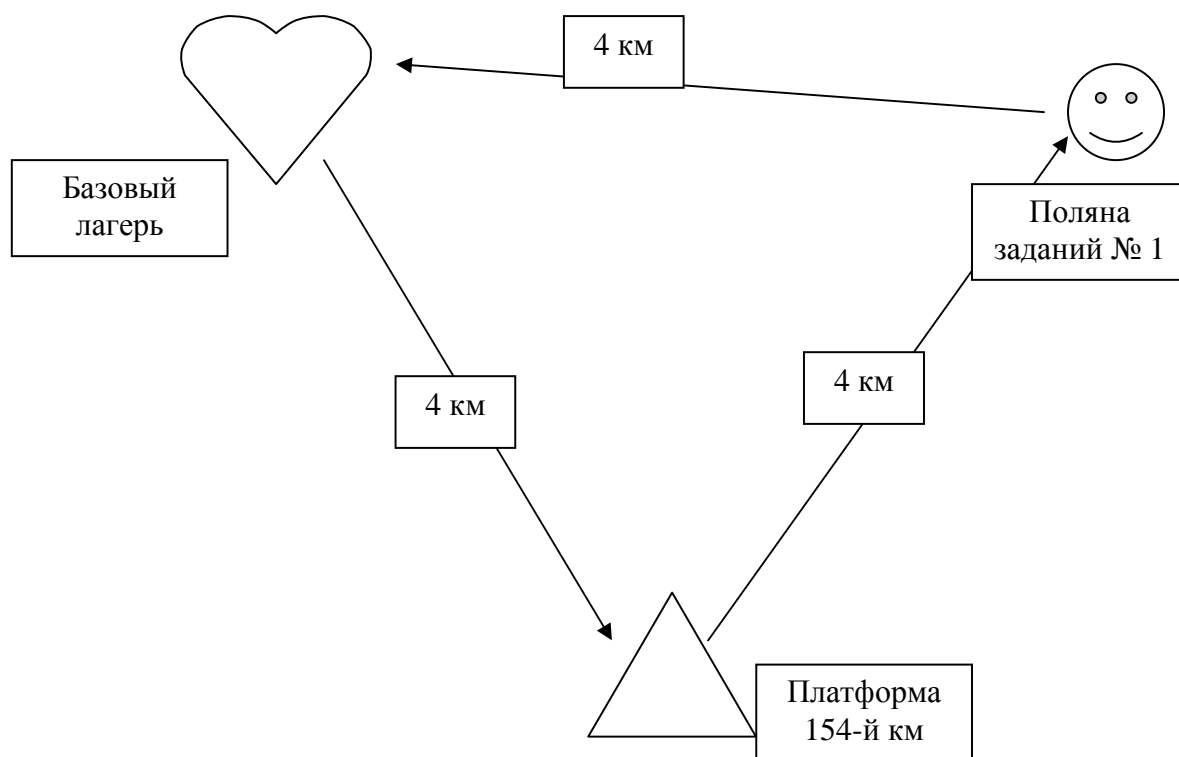 4 км
Базовый
лагерь
Поляна
заданий № 1
4 км
4 км
Платформа
154-й км